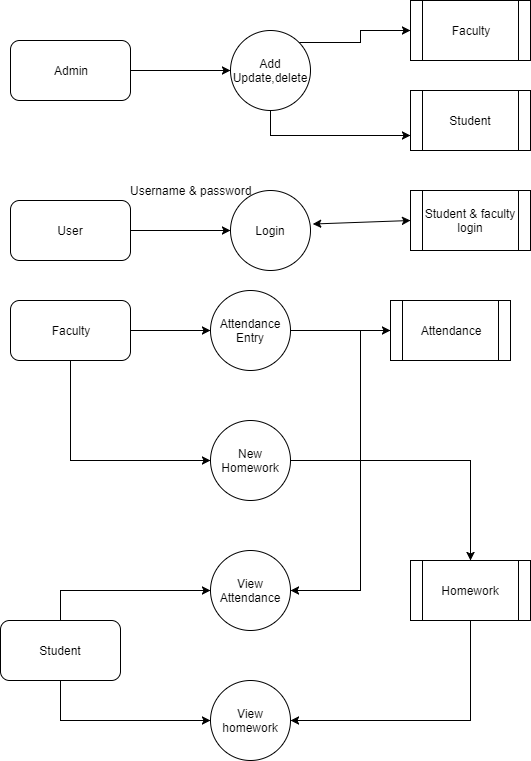 Faculty
Admin
Add
Update,delete
Student
Username & password
User
Login
Student & faculty
login
Faculty
Attendance
Entry
Attendance
New
Homework
View
Attendance
Homework
Student
View
homework